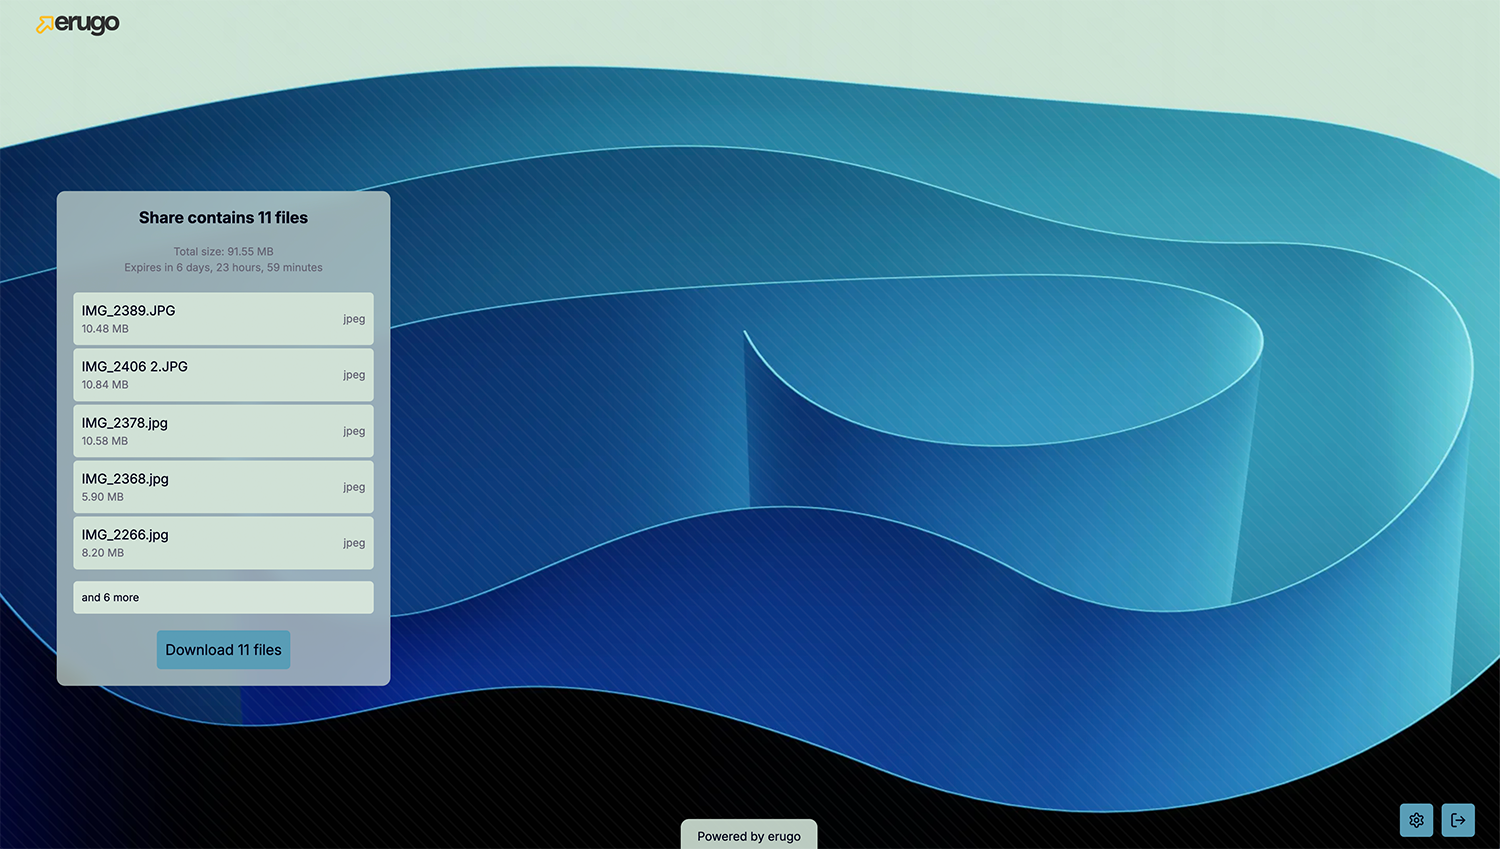 erugo
Share contains 11 files
Total size: 91.55 MB
Expires in 6 days, 23 hours, 59 minutes
IMG_2389.JPG
10.48 MB
jpeg
IMG_2406 2.JPG
10.84 MB
jpeg
IMG_2378.jpg
10.58 MB
jpeg
IMG_2368.jpg
5.90 MB
jpeg
IMG_2266.jpg
8.20 MB
jpeg
and 6 more
Download 11 files
Powered by erugo